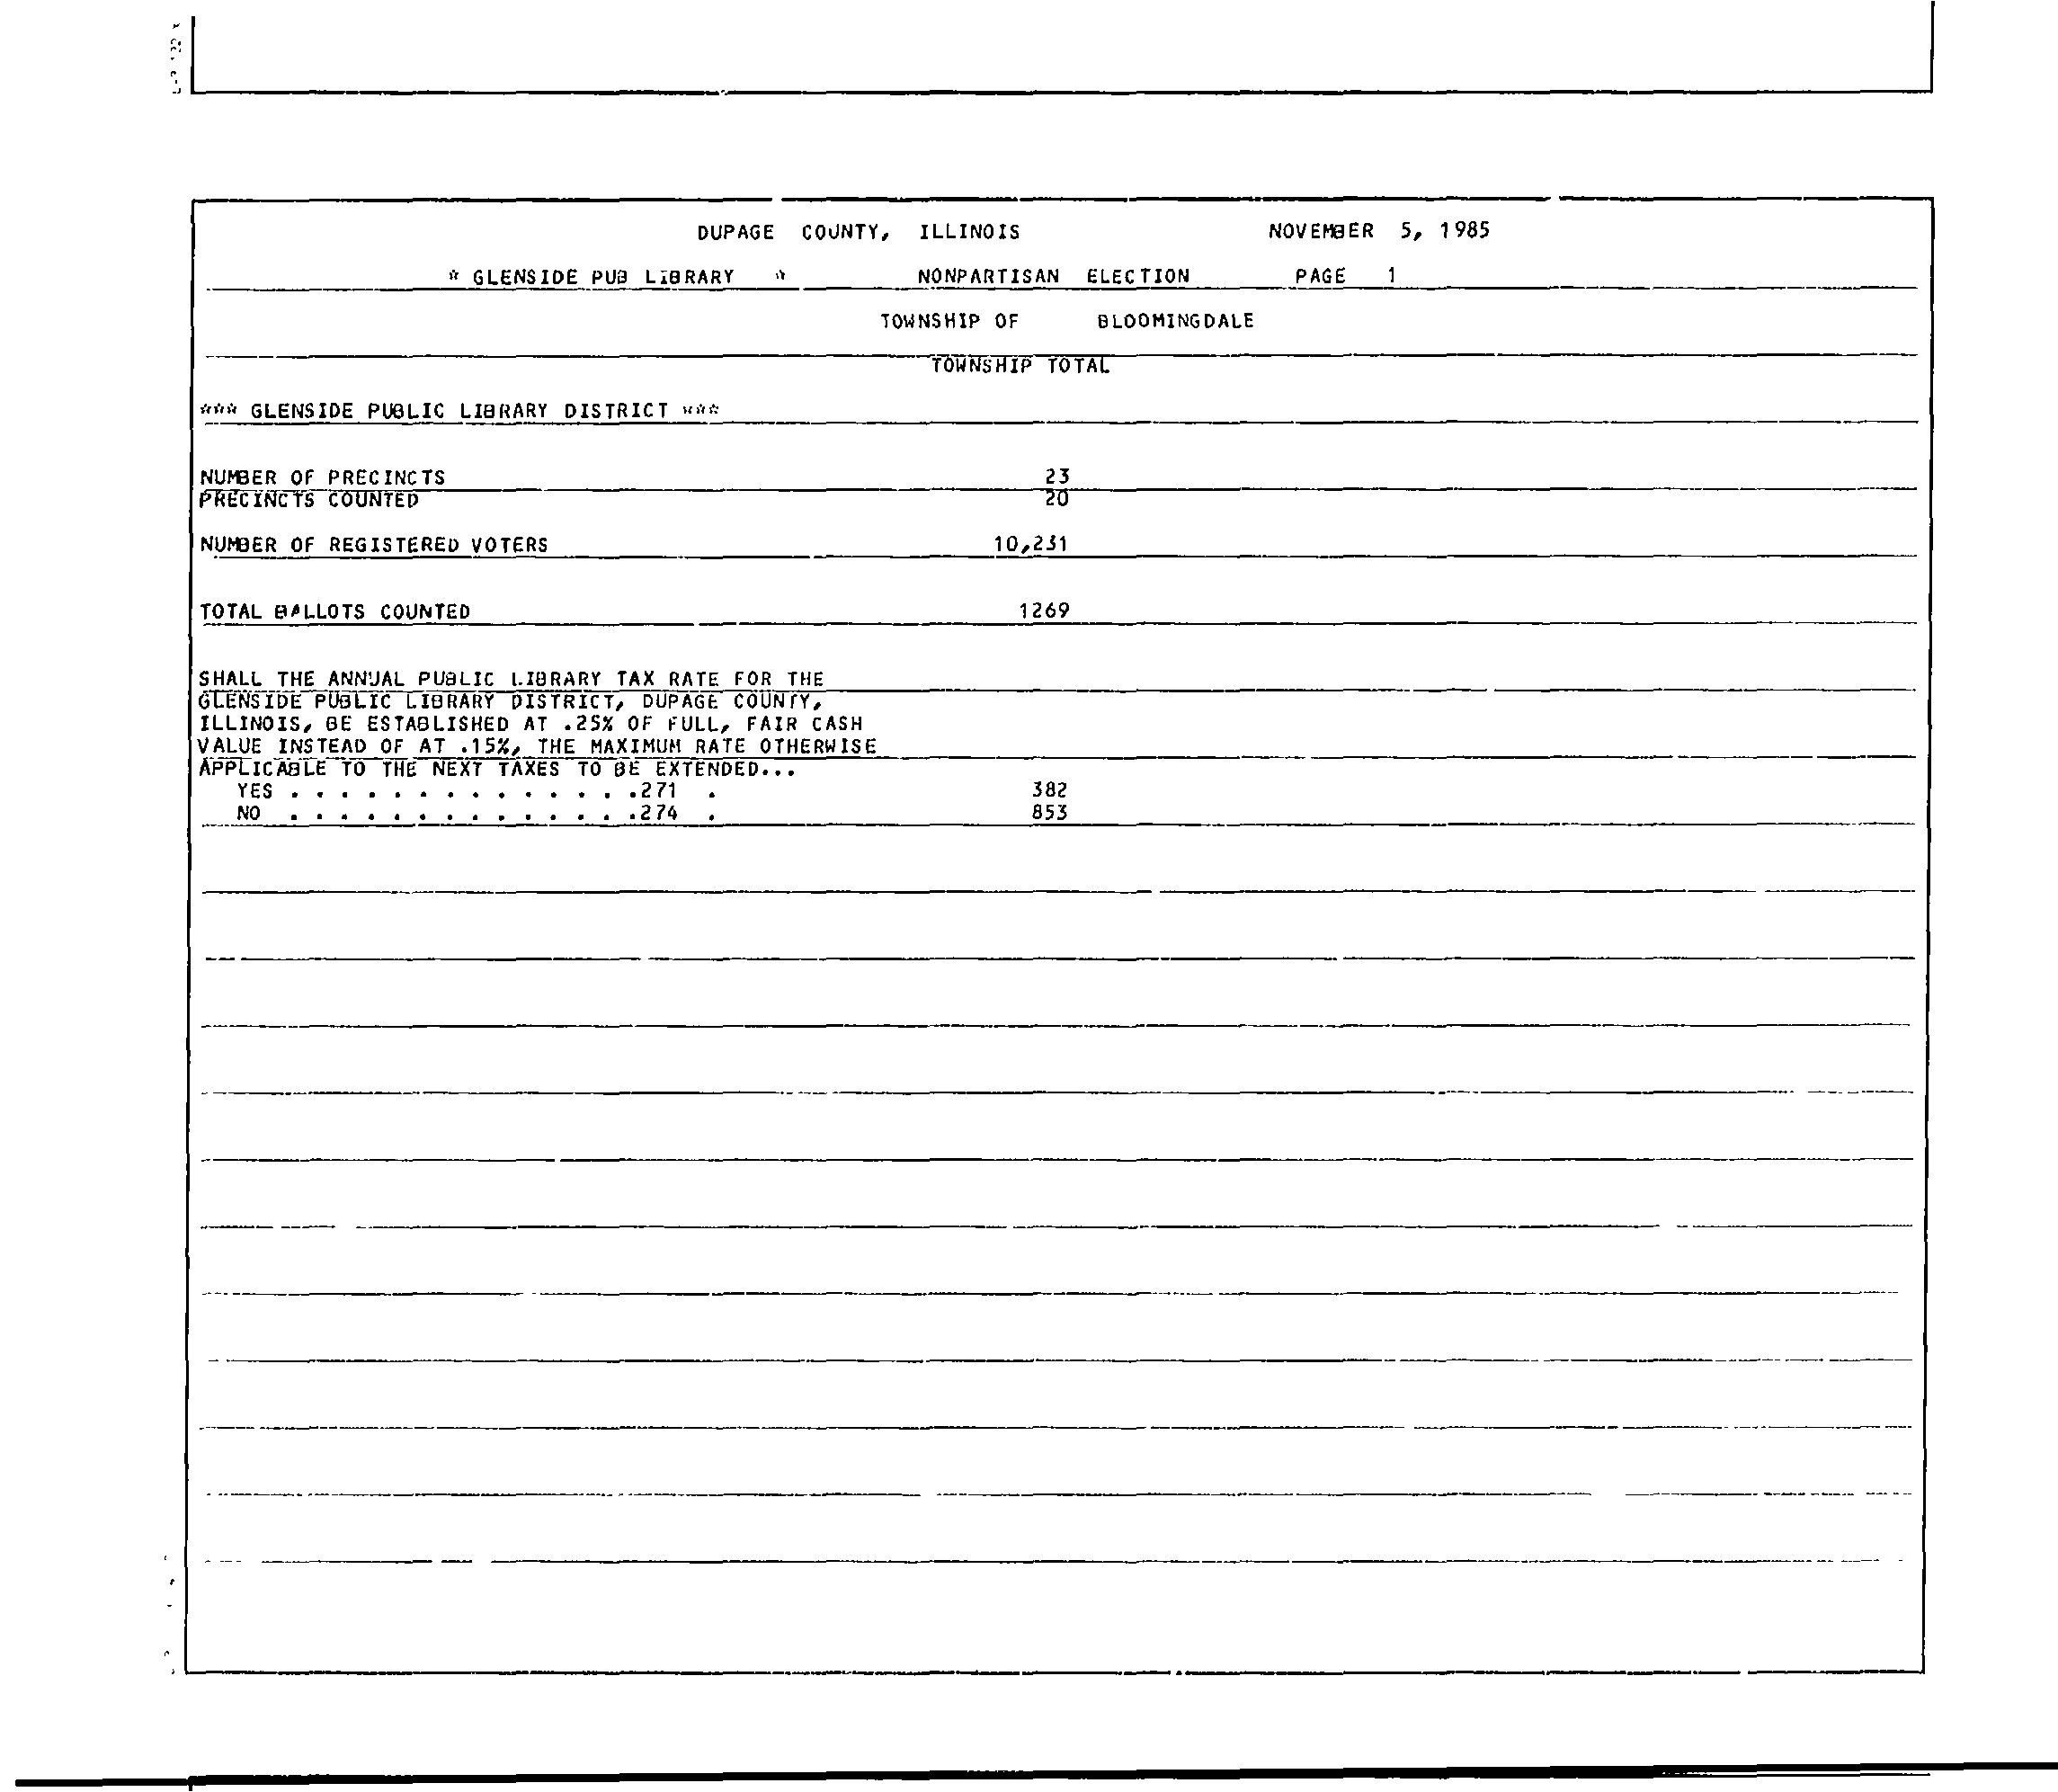 DUPAGE COUNTY, ILLINOIS NOVEMBER 5, 1985
* GLENSIDE PUB LIBRARY * NONPARTISAN ELECTION PAGE 1
TOWNSHIP OF BLOOMINGDALE
TOWNSHIP TOTAL
*** GLENSIDE PUBLIC LIBRARY DISTRICT ***
NUMBER OF PRECINCTS 23
PRECINCTS COUNTED 20
NUMBER OF REGISTERED VOTERS 10,231
TOTAL BALLOTS COUNTED 1269
SHALL THE ANNUAL PUBLIC LIBRARY TAX RATE FOR THE
GLENSIDE PUBLIC LIBRARY DISTRICT, DUPAGE COUNTY,
ILLINOIS, BE ESTABLISHED AT .25% OF FULL, FAIR CASH
VALUE INSTEAD OF AT .15%, THE MAXIMUM RATE OTHERWISE
APPLICABLE TO THE NEXT TAXES TO BE EXTENDED...
YES . . . . . . . . . . . . . .271 . 382
NO . . . . . . . . . . . . . .274 . 853